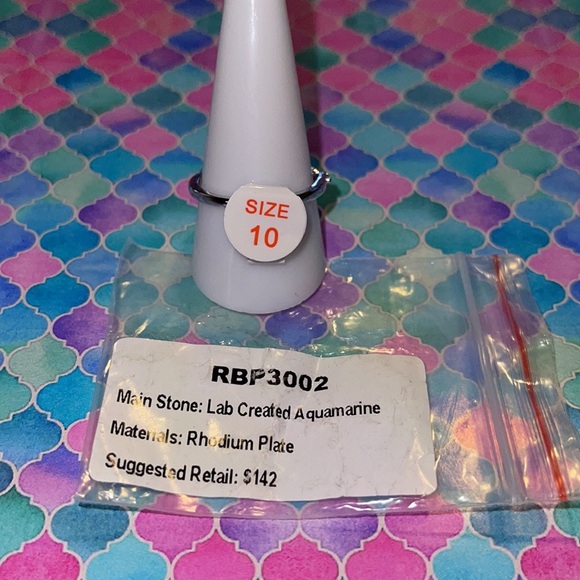 SIZE
10
RBP3002
Main Stone: Lab Created Aquamarine
Materials: Rhodium Plate
Suggested Retail: $142